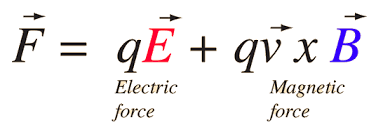 F = qE + qv x B
Electric Magnetic
force force